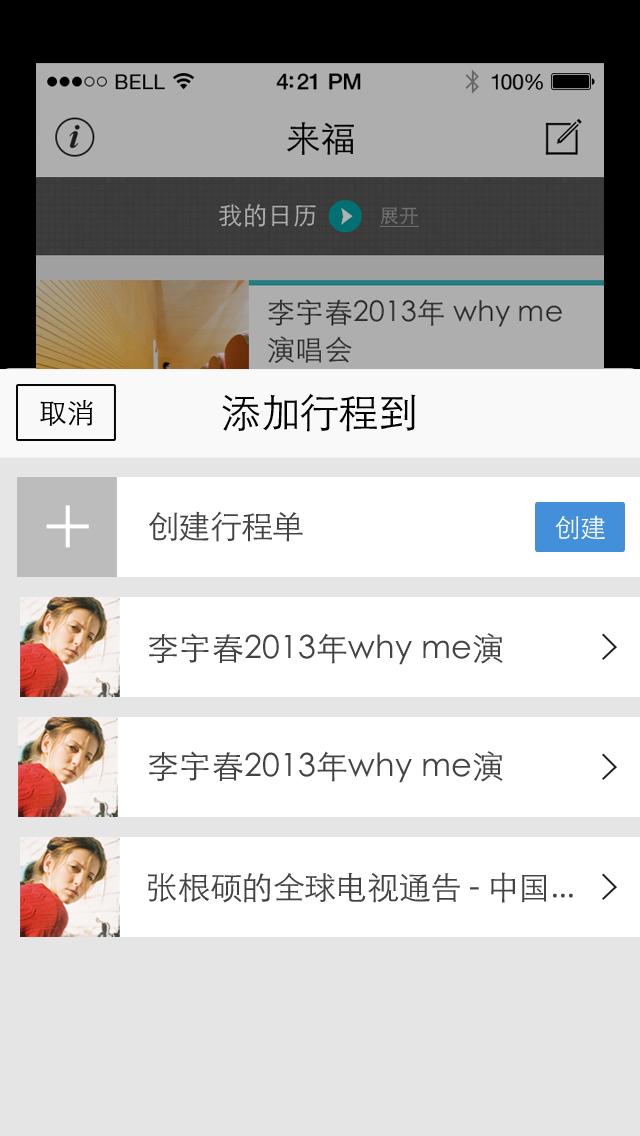 BELL 4:21 PM 100%
i 来福
我的日历 展开
李宇春2013年 why me
演唱会
取消 添加行程到
创建行程单 创建
李宇春2013年why me演
李宇春2013年why me演
张根硕的全球电视通告 - 中国...